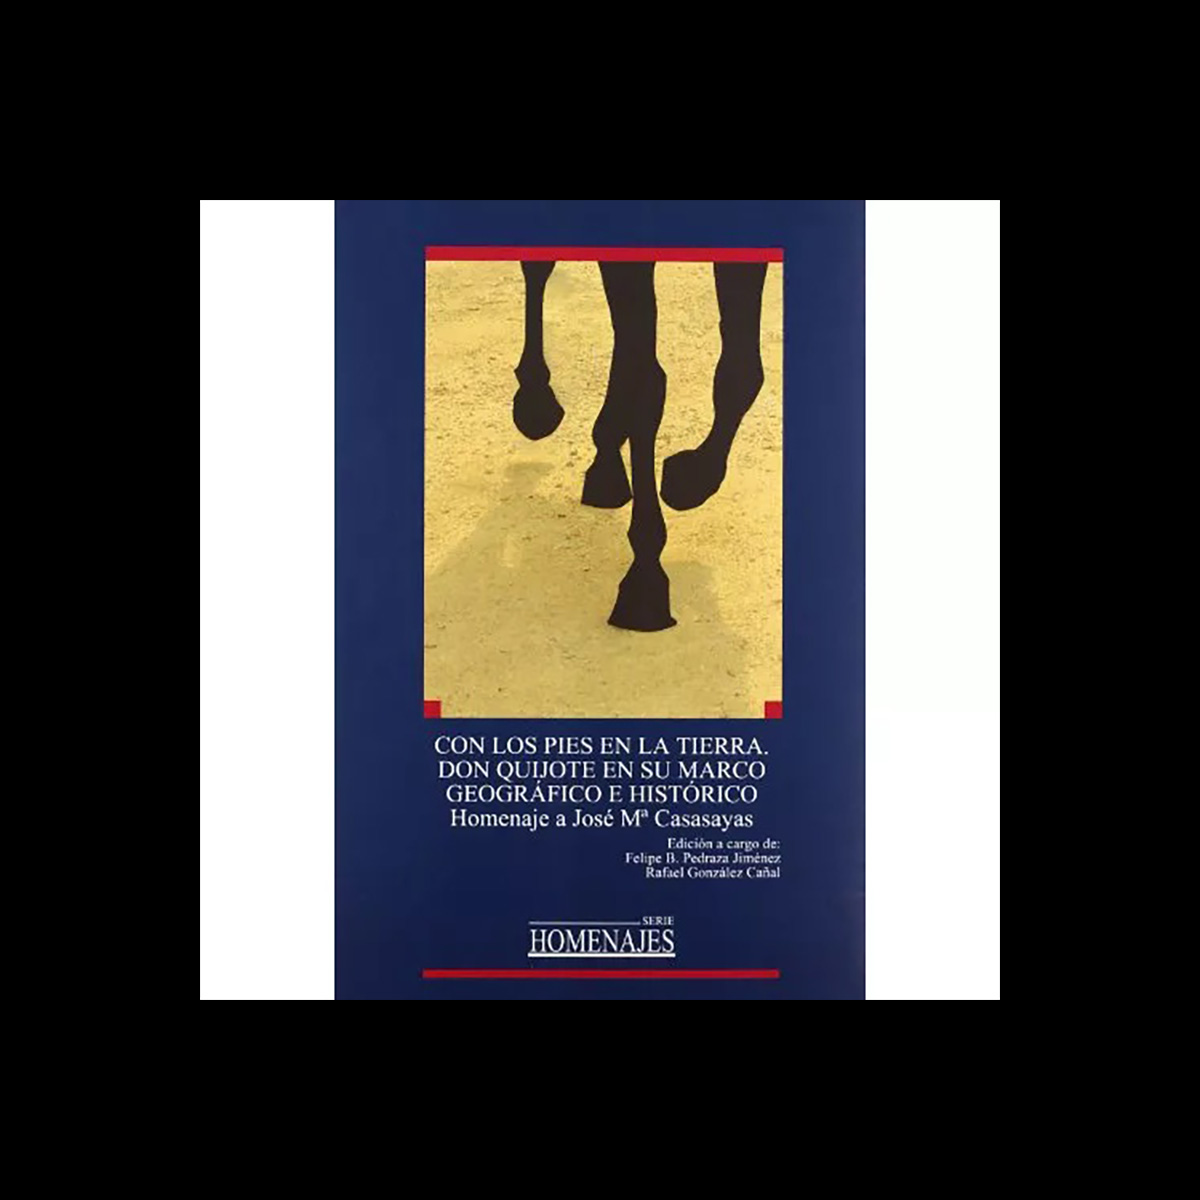 CON LOS PIES EN LA TIERRA.
DON QUIJOTE EN SU MARCO
GEOGRÁFICO E HISTÓRICO
Homenaje a José Mª Casasayas
Edición a cargo de:
Felipe B. Pedraza Jiménez
Rafael González Cañal
SERIE
HOMENAJES